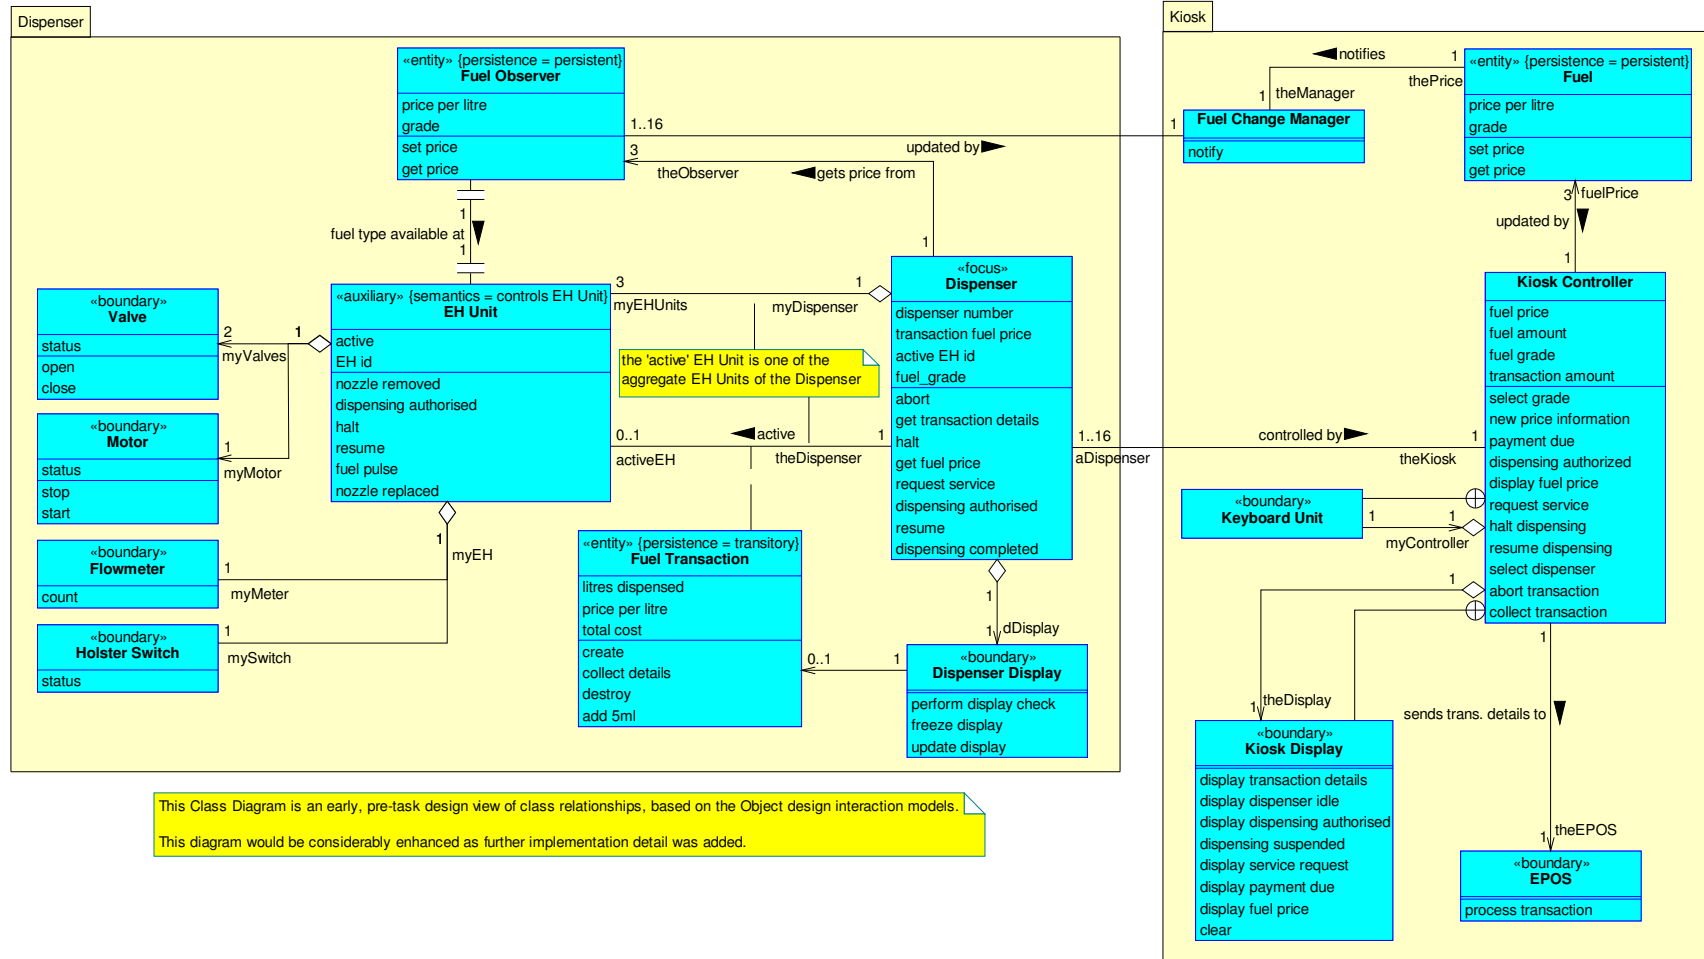 Dispenser
«entity» {persistence = persistent}
Fuel Observer
price per litre
grade
set price
get price
1..16
updated by
1
3
theObserver
gets price from
1
1
fuel type available at
1
«boundary»
Valve
status
open
close
2
myValves
1
«auxiliary» {semantics = controls EH Unit}
EH Unit
active
EH id
nozzle removed
dispensing authorised
halt
resume
fuel pulse
nozzle replaced
3
myEHUnits
1
myDispenser
the 'active' EH Unit is one of the
aggregate EH Units of the Dispenser
0..1
activeEH
active
1
theDispenser
«focus»
Dispenser
dispenser number
transaction fuel price
active EH id
fuel_grade
abort
get transaction details
halt
get fuel price
request service
dispensing authorised
resume
dispensing completed
«boundary»
Motor
status
stop
start
1
myMotor
«boundary»
Flowmeter
count
1
myMeter
1
myEH
«boundary»
Holster Switch
status
1
mySwitch
«entity» {persistence = transitory}
Fuel Transaction
litres dispensed
price per litre
total cost
create
collect details
destroy
add 5ml
0..1
1
1
1
dDisplay
«boundary»
Dispenser Display
perform display check
freeze display
update display
This Class Diagram is an early, pre-task design view of class relationships, based on the Object design interaction models.
This diagram would be considerably enhanced as further implementation detail was added.
Kiosk
notifies
1
thePrice
1
theManager
Fuel Change Manager
notify
«entity» {persistence = persistent}
Fuel
price per litre
grade
set price
get price
3
fuelPrice
updated by
1
Kiosk Controller
fuel price
fuel amount
fuel grade
transaction amount
select grade
new price information
payment due
dispensing authorized
display fuel price
request service
halt dispensing
resume dispensing
select dispenser
abort transaction
collect transaction
1..16
aDispenser
controlled by
1
theKiosk
«boundary»
Keyboard Unit
1
1
myController
1
1
theDisplay
«boundary»
Kiosk Display
display transaction details
display dispenser idle
display dispensing authorised
dispensing suspended
display service request
display payment due
display fuel price
clear
1
sends trans. details to
1
theEPOS
«boundary»
EPOS
process transaction